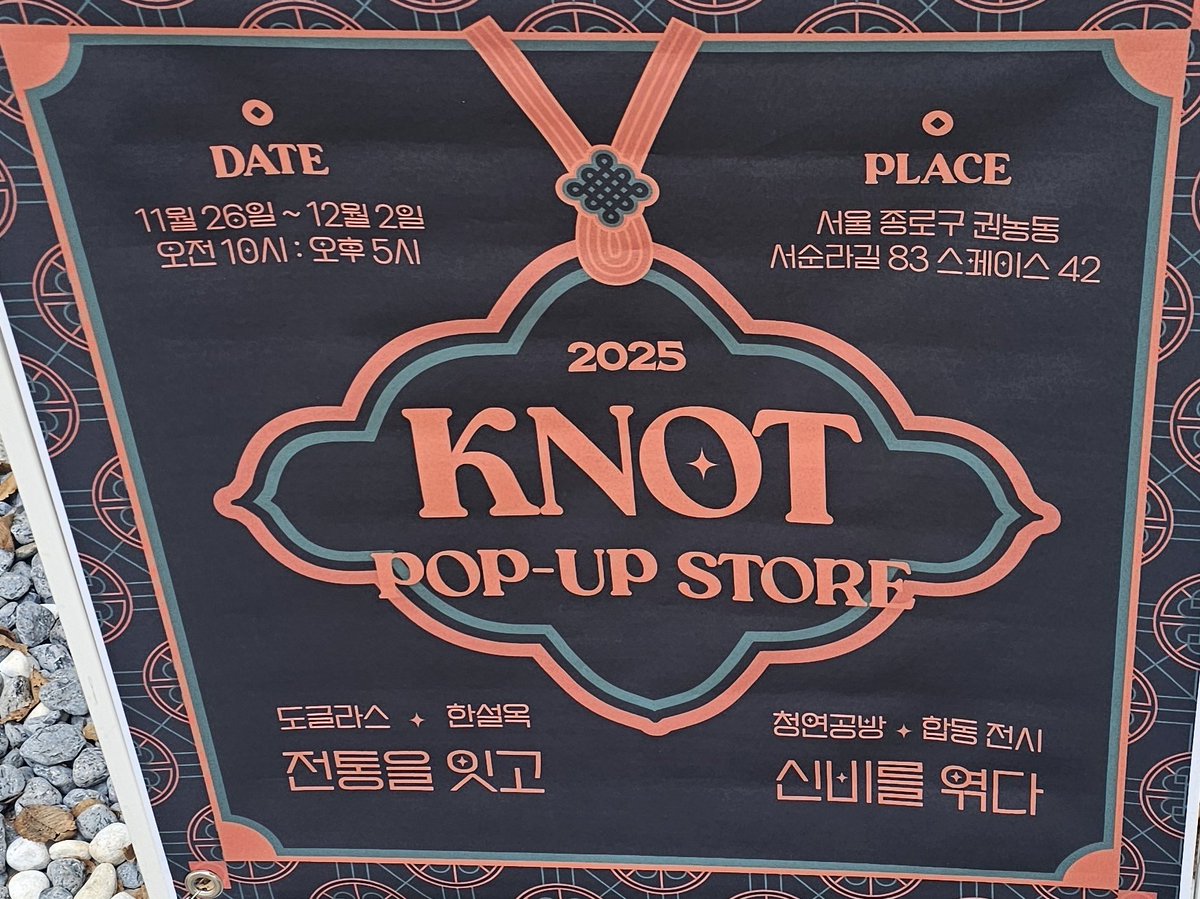 DATE
11월 26일 ~ 12월 2일
오전 10시 : 오후 5시
PLACE
서울 종로구 권농동
서순라길 83 스페이스 42
2025
KNOT
POP-UP STORE
도글라스 한설옥
전통을 잇고
청연공방 합동 전시
신비를 엮다